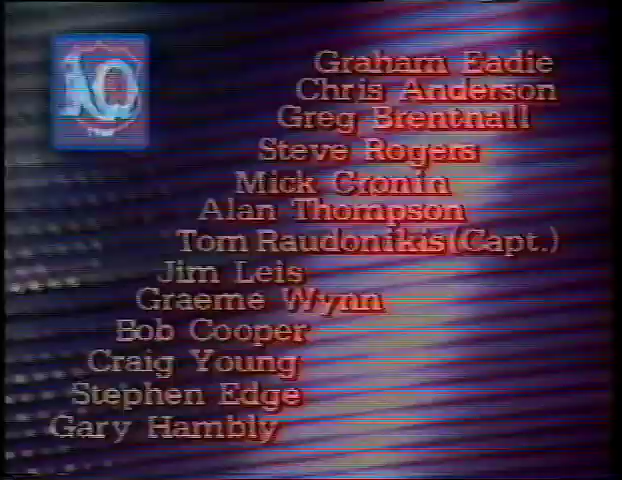 10
Graham Eadie
Chris Anderson
Greg Brentnall
Steve Rogers
Mick Cronin
Alan Thompson
Tom Raudonikis (Capt.)
Jim Leis
Graeme Wynn
Bob Cooper
Craig Young
Stephen Edge
Gary Hambly